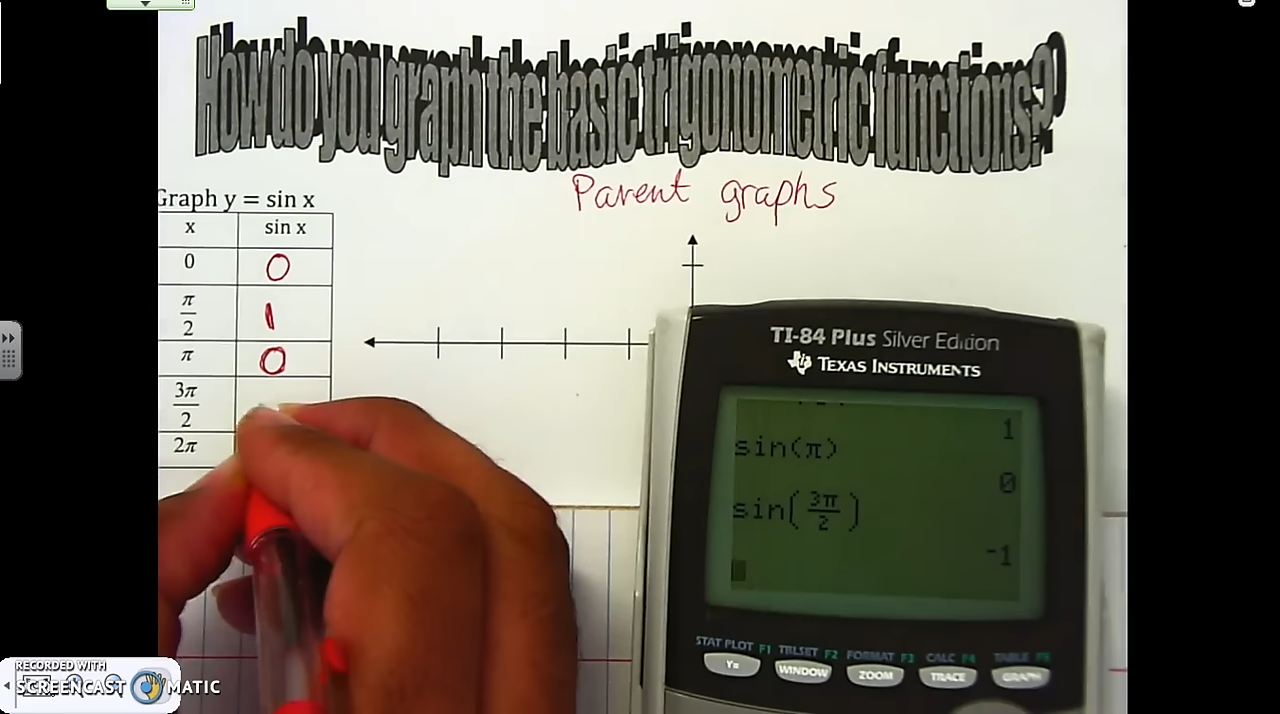 How do you graph the basic trigonometric functions?
Parent graphs
Graph y = sin x
x sin x
0 0
π/2 1
π 0
3π/2
2π
TI-84 Plus Silver Edition
TEXAS INSTRUMENTS
1
sin(π)
0
sin(3π/2)
-1
STAT PLOT F1 TBLSET F2 FORMAT F3 CALC F4 TABLE F5
Y= WINDOW ZOOM TRACE GRAPH
RECORDED WITH
SCREENCAST MATIC